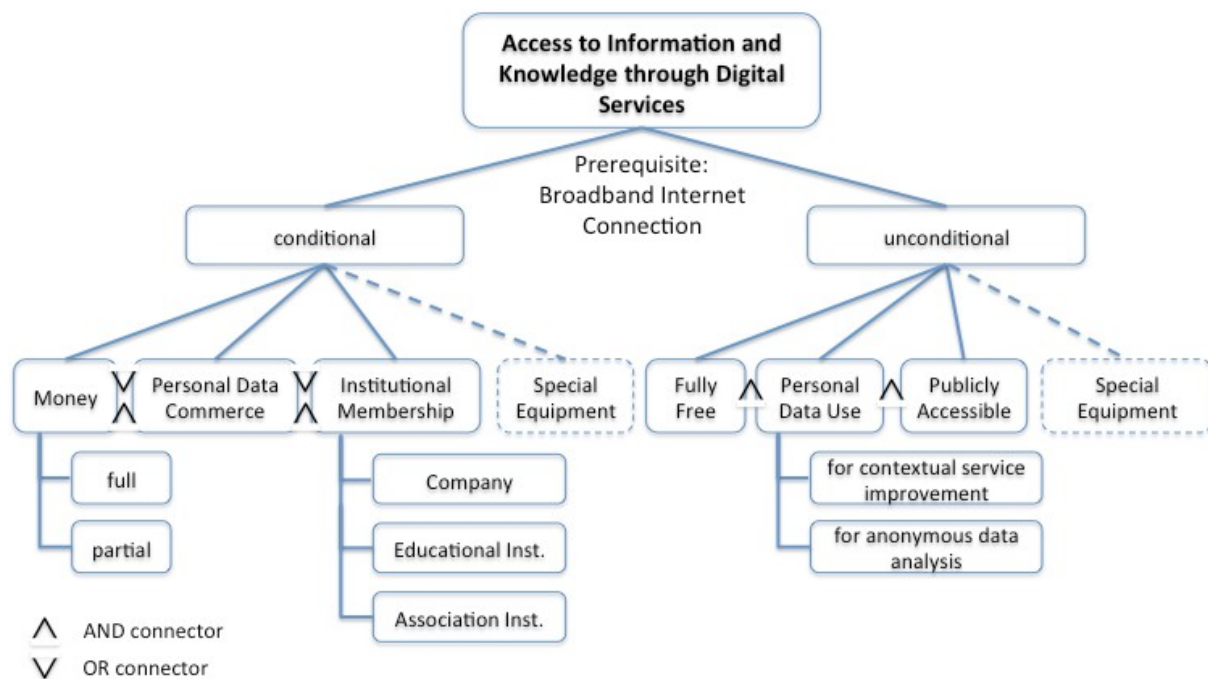 Access to Information and
Knowledge through Digital
Services
Prerequisite:
Broadband Internet
Connection
conditional
unconditional
Money
Personal Data
Commerce
Institutional
Membership
Special
Equipment
Fully
Free
Personal
Data Use
Publicly
Accessible
Special
Equipment
full
partial
Company
Educational Inst.
Association Inst.
for contextual service
improvement
for anonymous data
analysis
∧ AND connector
∨ OR connector